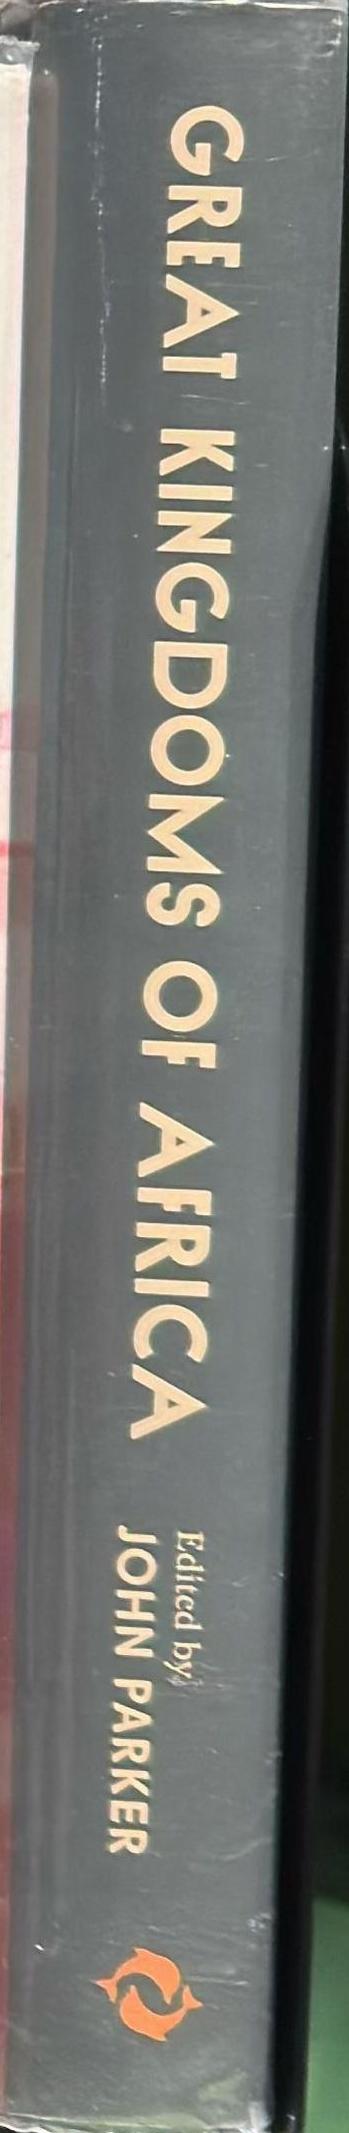 GREAT KINGDOMS OF AFRICA
Edited by
JOHN PARKER